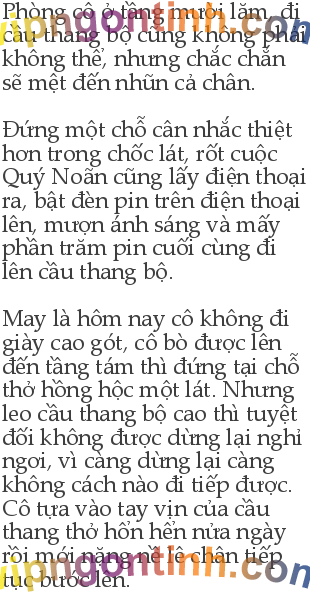 Phòng cô ở tầng mười lăm, đi
cầu thang bộ cũng không phải
không thể, nhưng chắc chắn
sẽ mệt đến nhũn cả chân.

Đứng một chỗ cân nhắc thiệt
hơn trong chốc lát, rốt cuộc
Quý Noãn cũng lấy điện thoại
ra, bật đèn pin trên điện thoại
lên, mượn ánh sáng và mấy
phần trăm pin cuối cùng đi
lên cầu thang bộ.

May là hôm nay cô không đi
giày cao gót, cô bò được lên
đến tầng tám thì đứng tại chỗ
thở hồng hộc một lát. Nhưng
leo cầu thang bộ cao thì tuyệt
đối không được dừng lại nghỉ
ngơi, vì càng dừng lại càng
không cách nào đi tiếp được.
Cô tựa vào tay vịn của cầu
thang thở hổn hển nửa ngày
rồi mới nặng nề lê chân tiếp
tục bước lên.
vipngontinh.com
vipngontinh.com